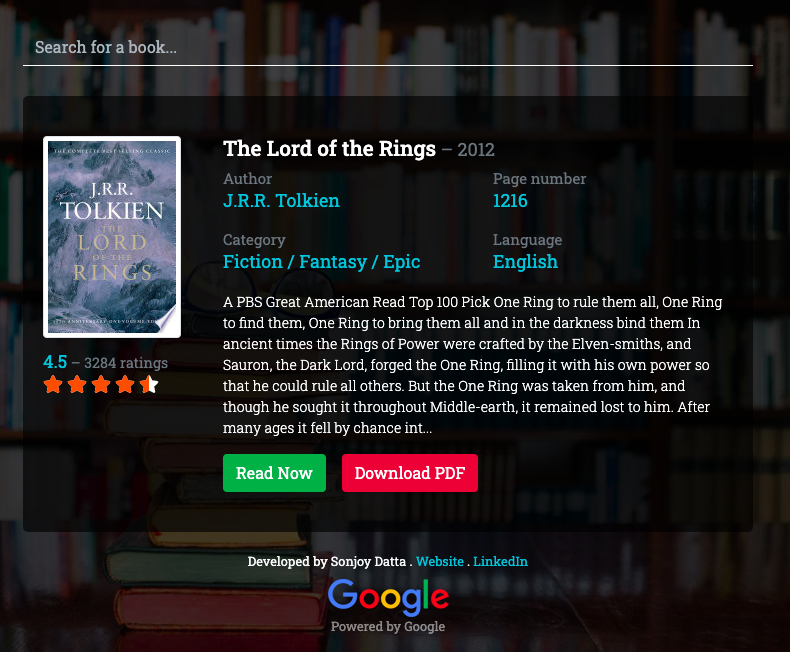 Search for a book...
THE COMPLETE BEST-SELLING CLASSIC
J.R.R.
TOLKIEN
THE
LORD
OF THE
RINGS
The Lord of the Rings – 2012
Author
J.R.R. Tolkien
Page number
1216
Category
Fiction / Fantasy / Epic
Language
English
4.5 – 3284 ratings
A PBS Great American Read Top 100 Pick One Ring to rule them all, One Ring
to find them, One Ring to bring them all and in the darkness bind them In
ancient times the Rings of Power were crafted by the Elven-smiths, and
Sauron, the Dark Lord, forged the One Ring, filling it with his own power so
that he could rule all others. But the One Ring was taken from him, and
though he sought it throughout Middle-earth, it remained lost to him. After
many ages it fell by chance int...
Read Now
Download PDF
Developed by Sonjoy Datta . Website . LinkedIn
Google
Powered by Google